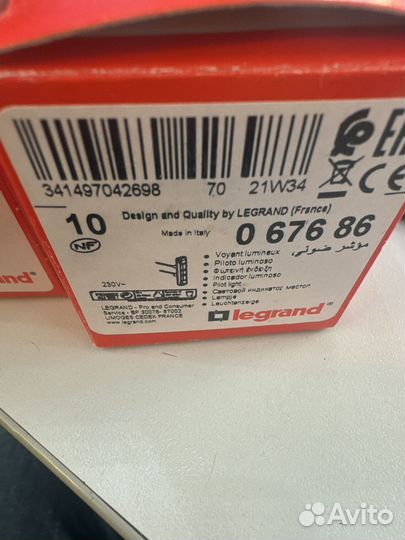 341497042698 70 21W34
10
NF
Design and Quality by LEGRAND (France)
Made in Italy
0 676 86
مؤشر ضوئي
• Voyant lumineux
• Piloto luminoso
• Φωτεινή ένδειξη
• Indicador luminoso
• Pilot light
• Световой индикатор местоп
• Lampje
• Leuchtanzeige
230V~
LEGRAND - Pro and Consumer
Service - BP 30076- 87002
LIMOGES CEDEX FRANCE
www.legrand.com
legrand®
legrand®
Avito